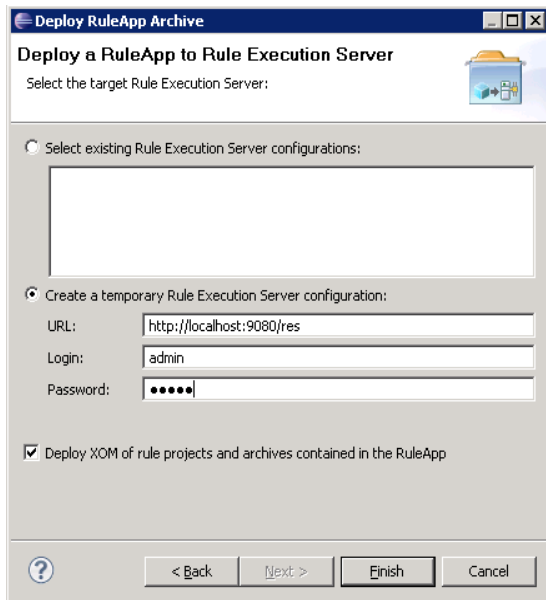 Deploy RuleApp Archive
Deploy a RuleApp to Rule Execution Server
Select the target Rule Execution Server:
Select existing Rule Execution Server configurations:
Create a temporary Rule Execution Server configuration:
URL: http://localhost:9080/res
Login: admin
Password: ●●●●●
Deploy XOM of rule projects and archives contained in the RuleApp
? < Back Next > Finish Cancel